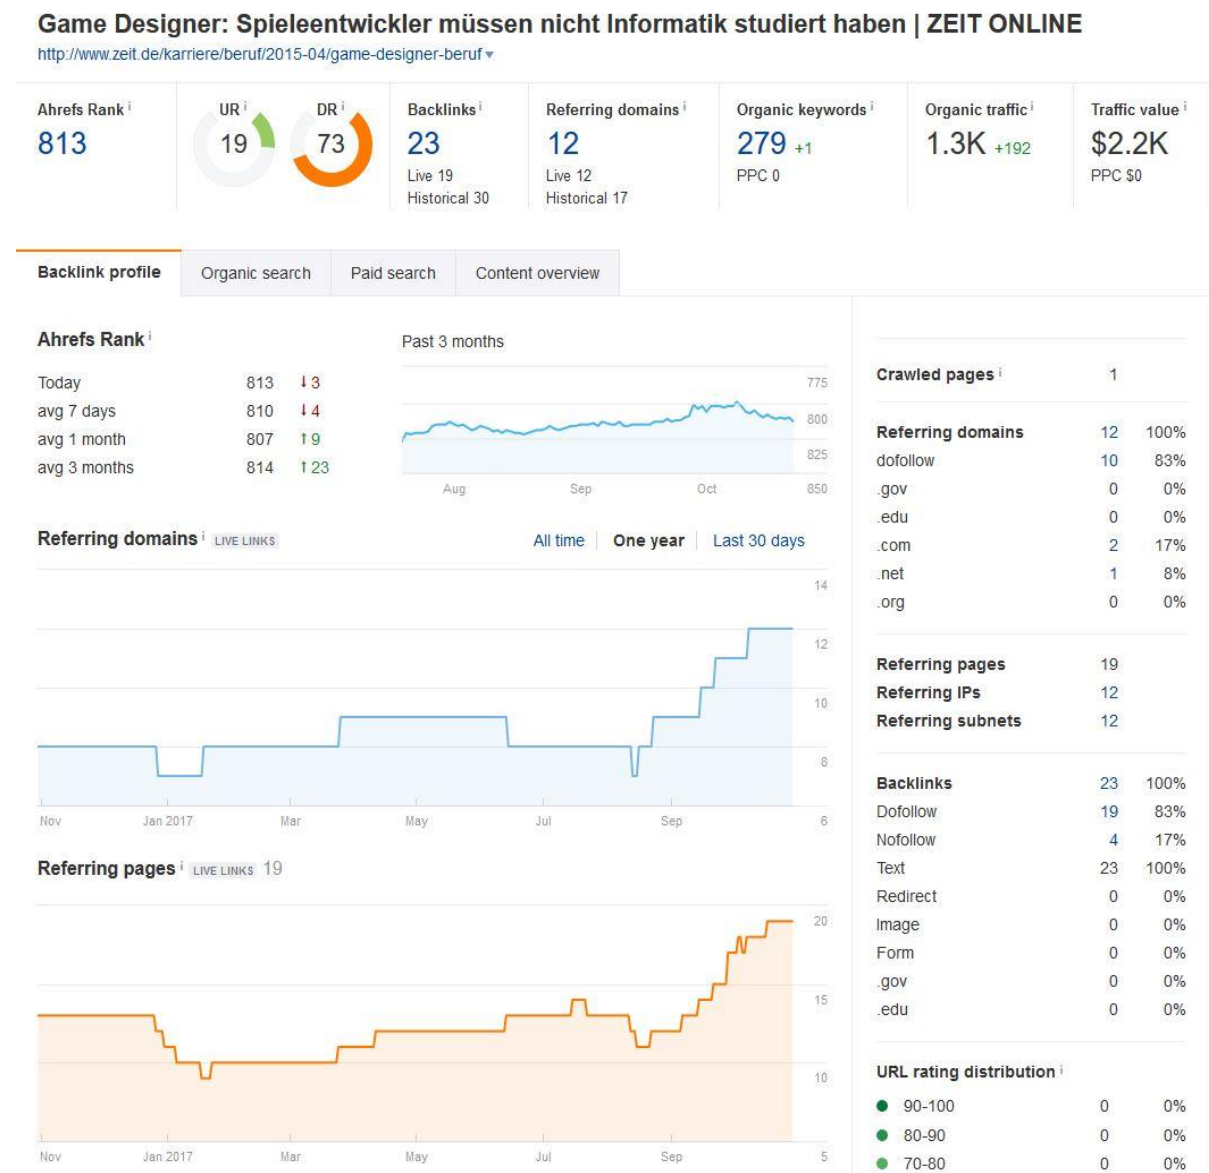 Game Designer: Spieleentwickler müssen nicht Informatik studiert haben | ZEIT ONLINE
http://www.zeit.de/karriere/beruf/2015-04/game-designer-beruf
Ahrefs Rank i
813
UR i
19
DR i
73
Backlinks i
23
Live 19
Historical 30
Referring domains i
12
Live 12
Historical 17
Organic keywords i
279 +1
PPC 0
Organic traffic i
1.3K +192
Traffic value i
$2.2K
PPC $0
Backlink profile Organic search Paid search Content overview
Ahrefs Rank i
Today 813 ↓3
avg 7 days 810 ↓4
avg 1 month 807 ↑9
avg 3 months 814 ↑23
Past 3 months
775
800
825
850
Aug Sep Oct
Referring domains i LIVE LINKS
All time One year Last 30 days
14
12
10
8
6
Nov Jan 2017 Mar May Jul Sep
Referring pages i LIVE LINKS 19
20
15
10
5
Nov Jan 2017 Mar May Jul Sep
Crawled pages i 1
Referring domains 12 100%
dofollow 10 83%
.gov 0 0%
.edu 0 0%
.com 2 17%
.net 1 8%
.org 0 0%
Referring pages 19
Referring IPs 12
Referring subnets 12
Backlinks 23 100%
Dofollow 19 83%
Nofollow 4 17%
Text 23 100%
Redirect 0 0%
Image 0 0%
Form 0 0%
.gov 0 0%
.edu 0 0%
URL rating distribution i
90-100 0 0%
80-90 0 0%
70-80 0 0%